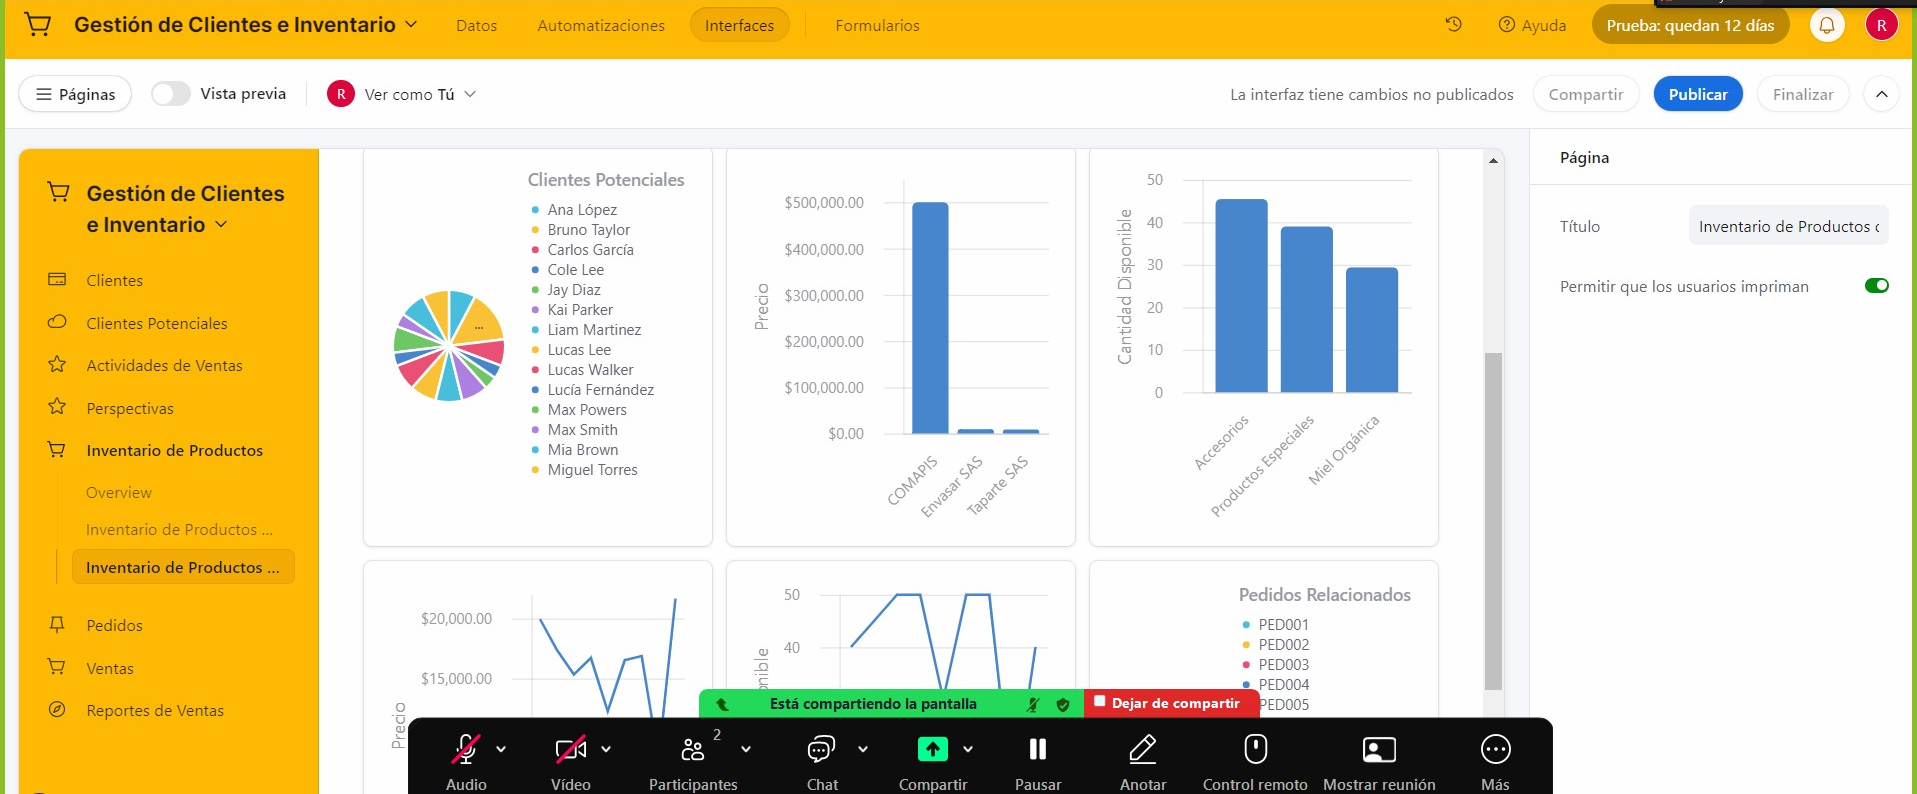 Gestión de Clientes e Inventario
Datos
Automatizaciones
Interfaces
Formularios
Ayuda
Prueba: quedan 12 días
R
Páginas
Vista previa
R
Ver como Tú
La interfaz tiene cambios no publicados
Compartir
Publicar
Finalizar
Gestión de Clientes
e Inventario
Clientes
Clientes Potenciales
Actividades de Ventas
Perspectivas
Inventario de Productos
Overview
Inventario de Productos ...
Inventario de Productos ...
Pedidos
Ventas
Reportes de Ventas
Clientes Potenciales
Ana López
Bruno Taylor
Carlos García
Cole Lee
Jay Diaz
Kai Parker
Liam Martinez
Lucas Lee
Lucas Walker
Lucía Fernández
Max Powers
Max Smith
Mia Brown
Miguel Torres
...
Precio
$500,000.00
$400,000.00
$300,000.00
$200,000.00
$100,000.00
$0.00
COMAPIS
Envasar SAS
Taparte SAS
Cantidad Disponible
50
40
30
20
10
0
Accesorios
Productos Especiales
Miel Orgánica
Precio
$20,000.00
$15,000.00
50
40
Pedidos Relacionados
PED001
PED002
PED003
PED004
PED005
Página
Título
Inventario de Productos
Permitir que los usuarios impriman
Está compartiendo la pantalla
Dejar de compartir
2
Audio
Vídeo
Participantes
Chat
Compartir
Pausar
Anotar
Control remoto
Mostrar reunión
Más